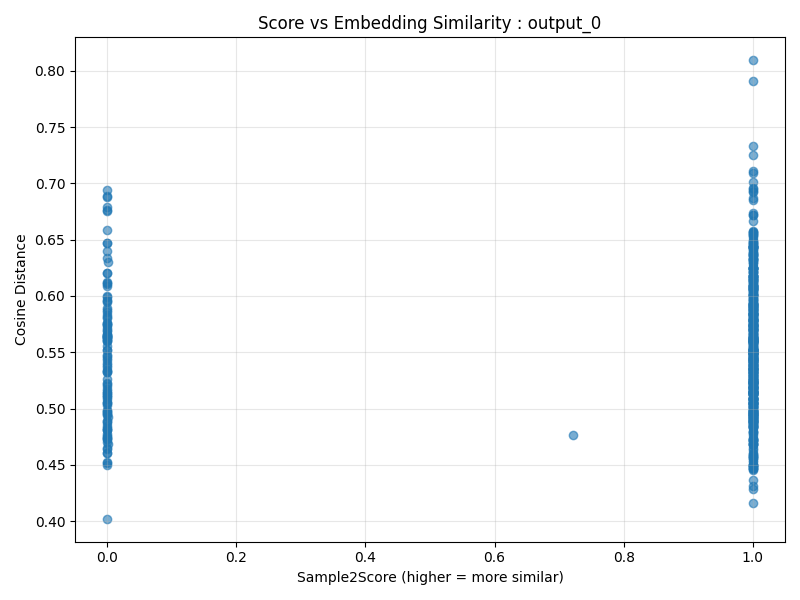 Score vs Embedding Similarity : output_0
Cosine Distance
0.80
0.75
0.70
0.65
0.60
0.55
0.50
0.45
0.40
0.0 0.2 0.4 0.6 0.8 1.0
Sample2Score (higher = more similar)